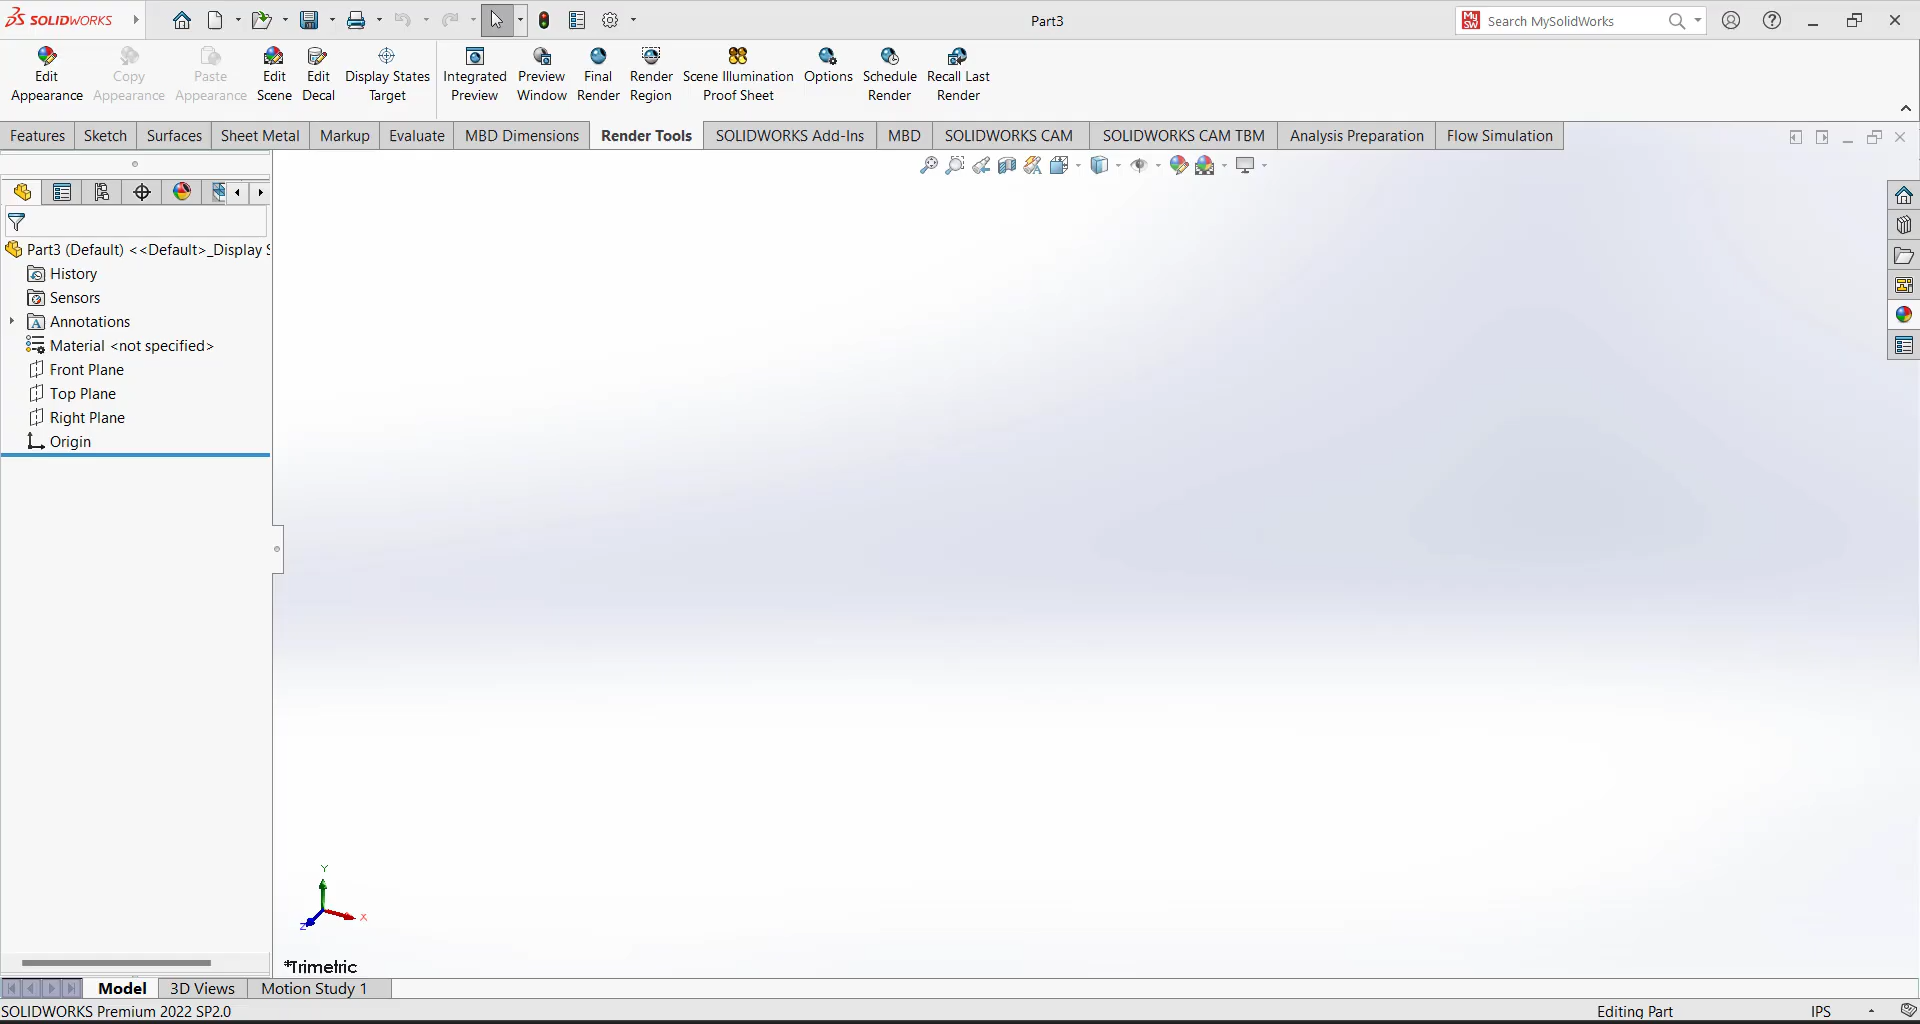 SOLIDWORKS
Part3
Search MySolidWorks
Edit Appearance
Copy Appearance
Paste Appearance
Edit Scene
Edit Decal
Display States Target
Integrated Preview
Preview Window
Final Render
Render Region
Scene Illumination Proof Sheet
Options
Schedule Render
Recall Last Render
Features
Sketch
Surfaces
Sheet Metal
Markup
Evaluate
MBD Dimensions
Render Tools
SOLIDWORKS Add-Ins
MBD
SOLIDWORKS CAM
SOLIDWORKS CAM TBM
Analysis Preparation
Flow Simulation
Part3 (Default) <<Default>_Display S
History
Sensors
Annotations
Material <not specified>
Front Plane
Top Plane
Right Plane
Origin
Y
X
Z
*Trimetric
Model
3D Views
Motion Study 1
SOLIDWORKS Premium 2022 SP2.0
Editing Part
IPS